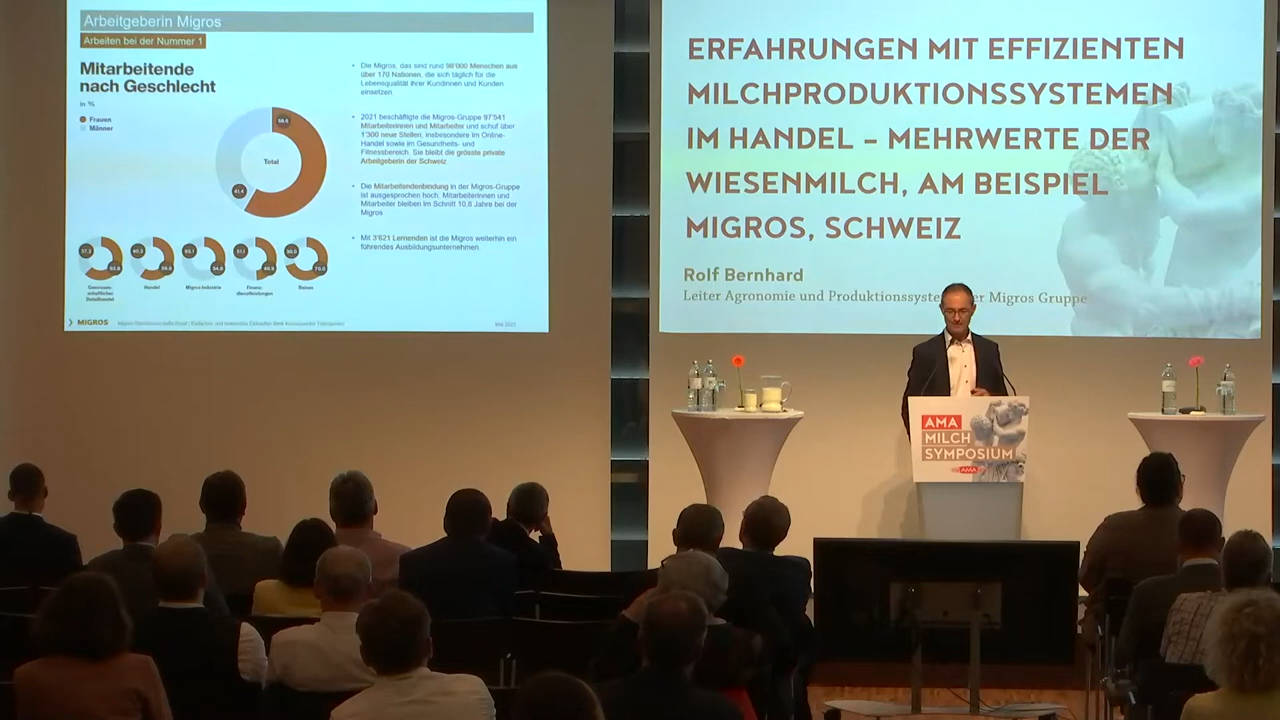 Arbeitgeberin Migros
Arbeiten bei der Nummer 1
Mitarbeitende
nach Geschlecht
in %
Frauen
Männer
58.6
Total
41.4
Handel
Migros-Industrie
Finanz-
dienstleistungen
Reisen
• Die Migros, das sind rund 98'000 Menschen aus
über 170 Nationen, die sich täglich für die
Lebensqualität ihrer Kundinnen und Kunden
einsetzen.
• 2021 beschäftigte die Migros-Gruppe 97'541
Mitarbeiterinnen und Mitarbeiter und schuf über
1'300 neue Stellen, insbesondere im Online-
Handel sowie im Gesundheits- und
Fitnessbereich. Sie bleibt die grösste private
Arbeitgeberin der Schweiz.
• Die Mitarbeitendenbindung in der Migros-Gruppe
ist ausgesprochen hoch. Mitarbeiterinnen und
Mitarbeiter bleiben im Schnitt 10,8 Jahre bei der
Migros
• Mit 3'621 Lernenden ist die Migros weiterhin ein
führendes Ausbildungsunternehmen.
MIGROS
ERFAHRUNGEN MIT EFFIZIENTEN
MILCHPRODUKTIONSSYSTEMEN
IM HANDEL – MEHRWERTE DER
WIESENMILCH, AM BEISPIEL
MIGROS, SCHWEIZ
Rolf Bernhard
Leiter Agronomie und Produktionssyste er Migros Gruppe
AMA
MILCH
SYMPOSIUM
AMA